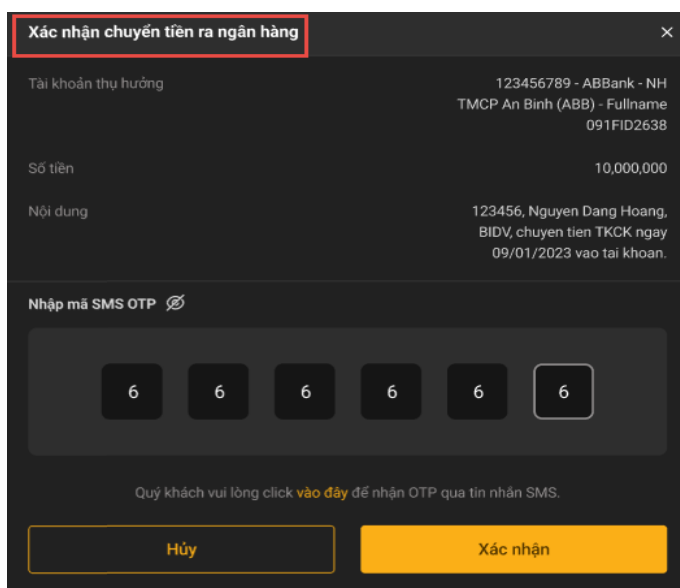 Xác nhận chuyển tiền ra ngân hàng
Tài khoản thụ hưởng
123456789 - ABBank - NH
TMCP An Binh (ABB) - Fullname
091FID2638
Số tiền
10,000,000
Nội dung
123456, Nguyen Dang Hoang,
BIDV, chuyen tien TKCK ngay
09/01/2023 vao tai khoan.
Nhập mã SMS OTP
6 6 6 6 6 6
Quý khách vui lòng click vào đây để nhận OTP qua tin nhắn SMS.
Hủy Xác nhận